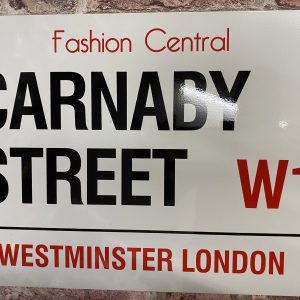 Fashion Central
CARNABY
STREET W1
WESTMINSTER LONDON